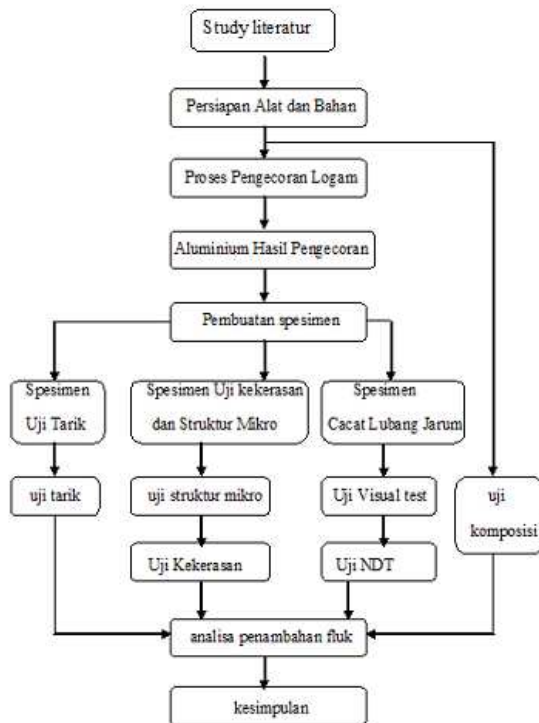 Study literatur
Persiapan Alat dan Bahan
Proses Pengecoran Logam
Aluminium Hasil Pengecoran
Pembuatan spesimen
Spesimen
Uji Tarik
Spesimen Uji kekerasan
dan Struktur Mikro
Spesimen
Cacat Lubang Jarum
uji tarik
uji struktur mikro
Uji Visual test
uji
komposisi
Uji Kekerasan
Uji NDT
analisa penambahan fluk
kesimpulan